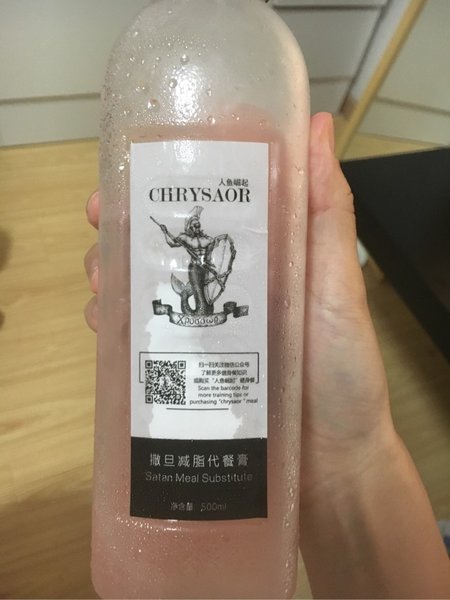 人鱼崛起
CHRYSAOR
Χρυσάωρ
扫一扫关注微信公众号
了解更多健身餐知识
或购买“人鱼崛起”健身餐
Scan the barcode for
more training tips or
purchasing "chrysaor" meal
撒旦减脂代餐膏
Satan Meal Substitute
净含量 500ml